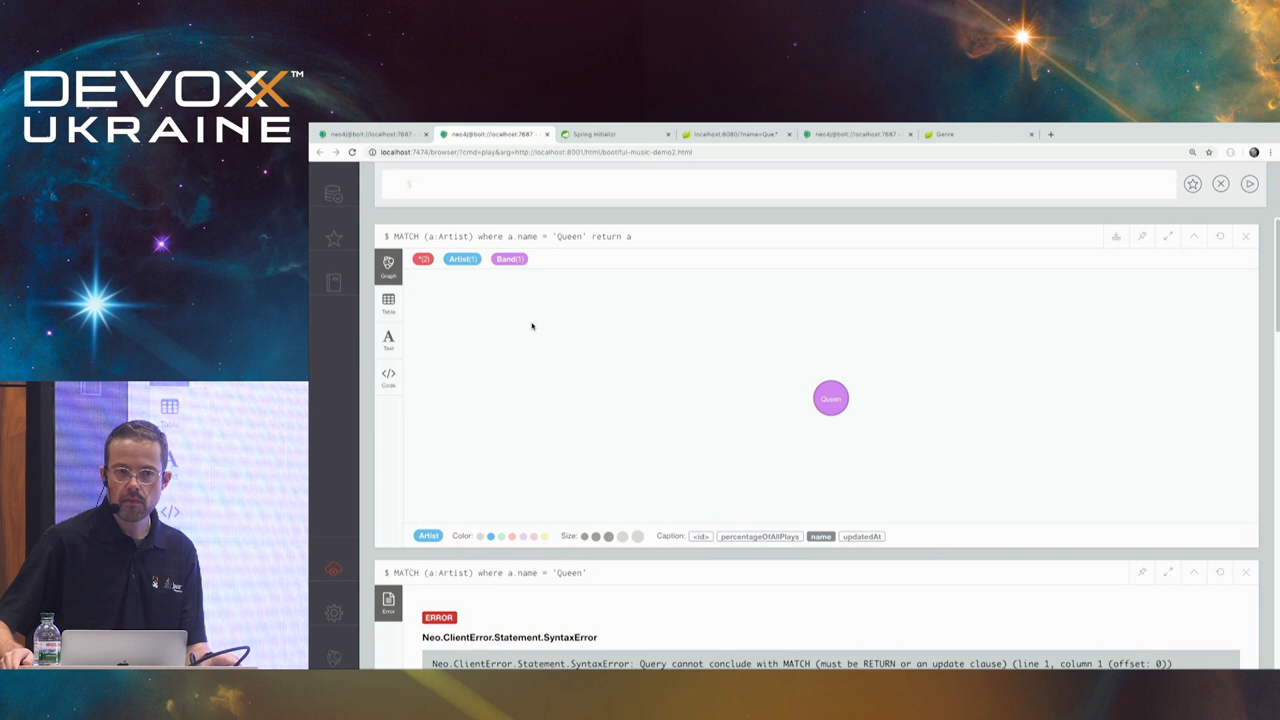 DEVOXX™
UKRAINE
neo4j@bolt://localhost:7687 -
neo4j@bolt://localhost:7687 -
Spring Initializr
localhost:8080/?name=Que
neo4j@bolt://localhost:7687 -
Genre
localhost:7474/browser/?cmd=play&arg=http://localhost:8001/html/bootiful-music-demo2.html
$
$ MATCH (a:Artist) where a.name = 'Queen' return a
*(2) Artist(1) Band(1)
Graph
Table
Text
Code
Queen
Artist Color: Size: Caption: <id> percentageOfAllPlays name updatedAt
$ MATCH (a:Artist) where a.name = 'Queen'
Error
ERROR
Neo.ClientError.Statement.SyntaxError
Neo.ClientError.Statement.SyntaxError: Query cannot conclude with MATCH (must be RETURN or an update clause) (line 1, column 1 (offset: 0))